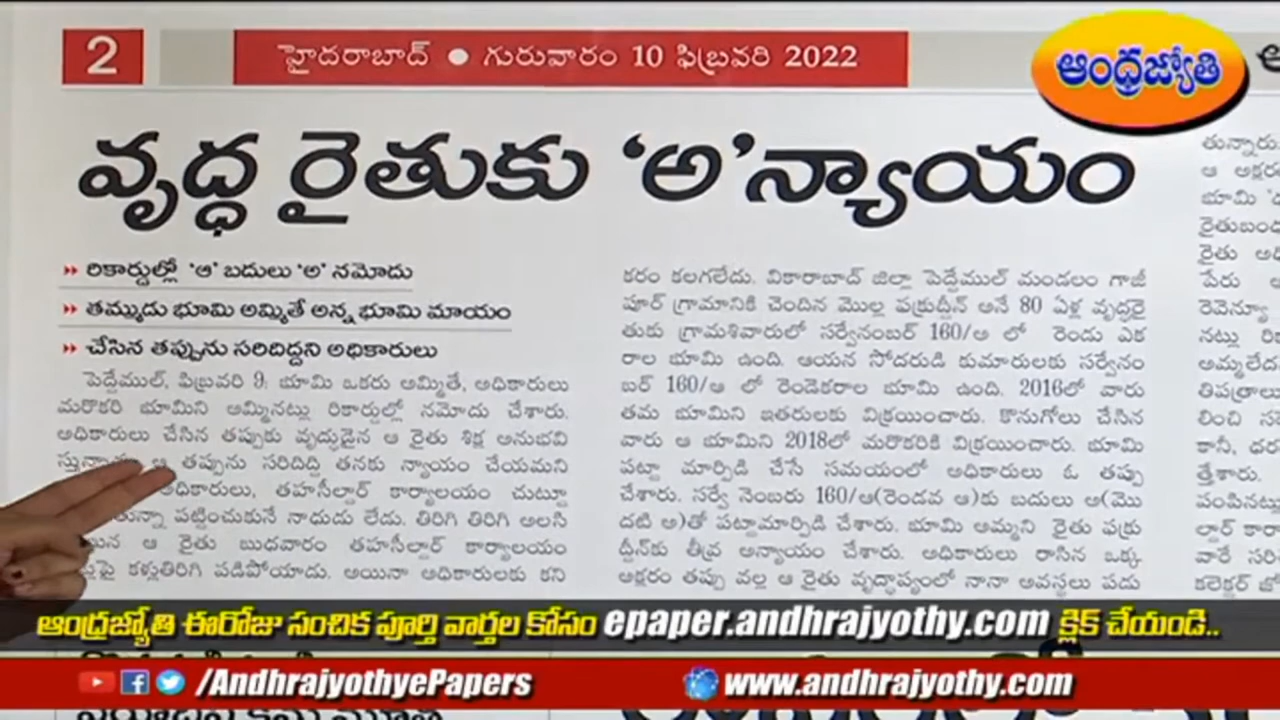 2
హైదరాబాద్ ● గురువారం 10 ఫిబ్రవరి 2022
ఆంధ్రజ్యోతి
వృద్ధ రైతుకు ‘అ’న్యాయం
» రికార్డుల్లో ‘ఆ’ బదులు ‘అ’ నమోదు
» తమ్ముడు భూమి అమ్మితే అన్న భూమి మాయం
» చేసిన తప్పును సరిదిద్దని అధికారులు
పెద్దేముల్, ఫిబ్రవరి 9: భూమి ఒకరు అమ్మితే, అధికారులు
మరొకరి భూమిని అమ్మినట్లు రికార్డుల్లో నమోదు చేశారు.
అధికారులు చేసిన తప్పుకు వృద్ధుడైన ఆ రైతు శిక్ష అనుభవి
తప్పును సరిదిద్ది తనకు న్యాయం చేయమని
అధికారులు, తహసీల్దార్ కార్యాలయం చుట్టూ
పట్టించుకునే నాథుడు లేడు. తిరిగి తిరిగి అలసి
ఆ రైతు బుధవారం తహసీల్దార్ కార్యాలయం
కళ్లుతిరిగి పడిపోయాడు. అయినా అధికారులకు కని
కరం కలగలేదు. వికారాబాద్ జిల్లా పెద్దేముల్ మండలం గాజీ
పూర్ గ్రామానికి చెందిన మొల్ల ఫక్రుద్దీన్ అనే 80 ఏళ్ల వృద్ధరై
తుకు గ్రామశివారులో సర్వేనంబర్ 160/అ లో రెండు ఎక
రాల భూమి ఉంది. ఆయన సోదరుడి కుమారులకు సర్వేనం
బర్ 160/ఆ లో రెండెకరాల భూమి ఉంది. 2016లో వారు
తమ భూమిని ఇతరులకు విక్రయించారు. కొనుగోలు చేసిన
వారు ఆ భూమిని 2018లో మరొకరికి విక్రయించారు. భూమి
పట్టా మార్పిడి చేసే సమయంలో అధికారులు ఓ తప్పు
చేశారు. సర్వే నెంబరు 160/ఆ(రెండవ ఆ)కు బదులు అ(మొ
దటి అ)తో పట్టామార్పిడి చేశారు. భూమి అమ్మని రైతు ఫక్రు
ద్దీన్‌కు తీవ్ర అన్యాయం చేశారు. అధికారులు రాసిన ఒక్క
అక్షరం తప్పు వల్ల ఆ రైతు వృద్ధాప్యంలో నానా అవస్థలు పడు
తున్నారు.
ఆ
భూమి
రైతు
పేరు
రెవెన్యూ
నట్లు
లించి
కానీ,
త్తేశారు.
వారే
కలెక్టర్
ఆంధ్రజ్యోతి ఈరోజు సంచిక పూర్తి వార్తల కోసం epaper.andhrajyothy.com క్లిక్ చేయండి..
/AndhrajyothyePapers
www.andhrajyothy.com